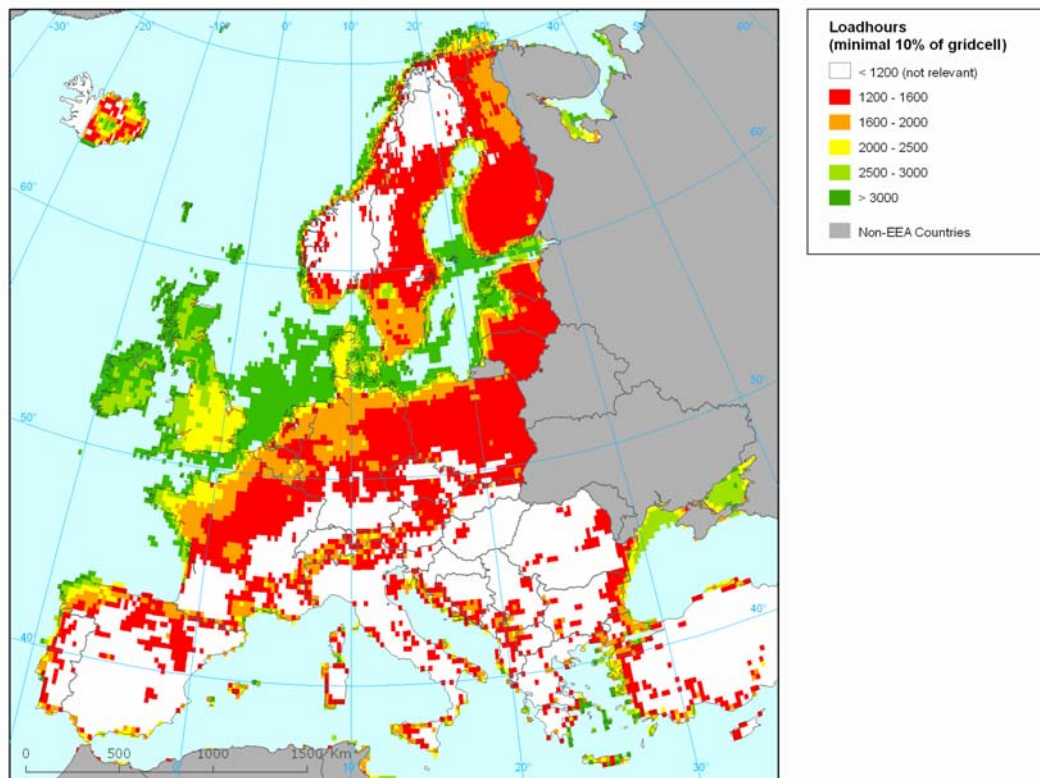 -30° -20° -10° 0° 10° 20° 30° 40° 50° 60°
Loadhours
(minimal 10% of gridcell)
< 1200 (not relevant)
1200 - 1600
1600 - 2000
2000 - 2500
2500 - 3000
> 3000
Non-EEA Countries
60°
60°
50°
50°
40°
40°
0 500 1000 1500 Km
0° 10° 20° 30°